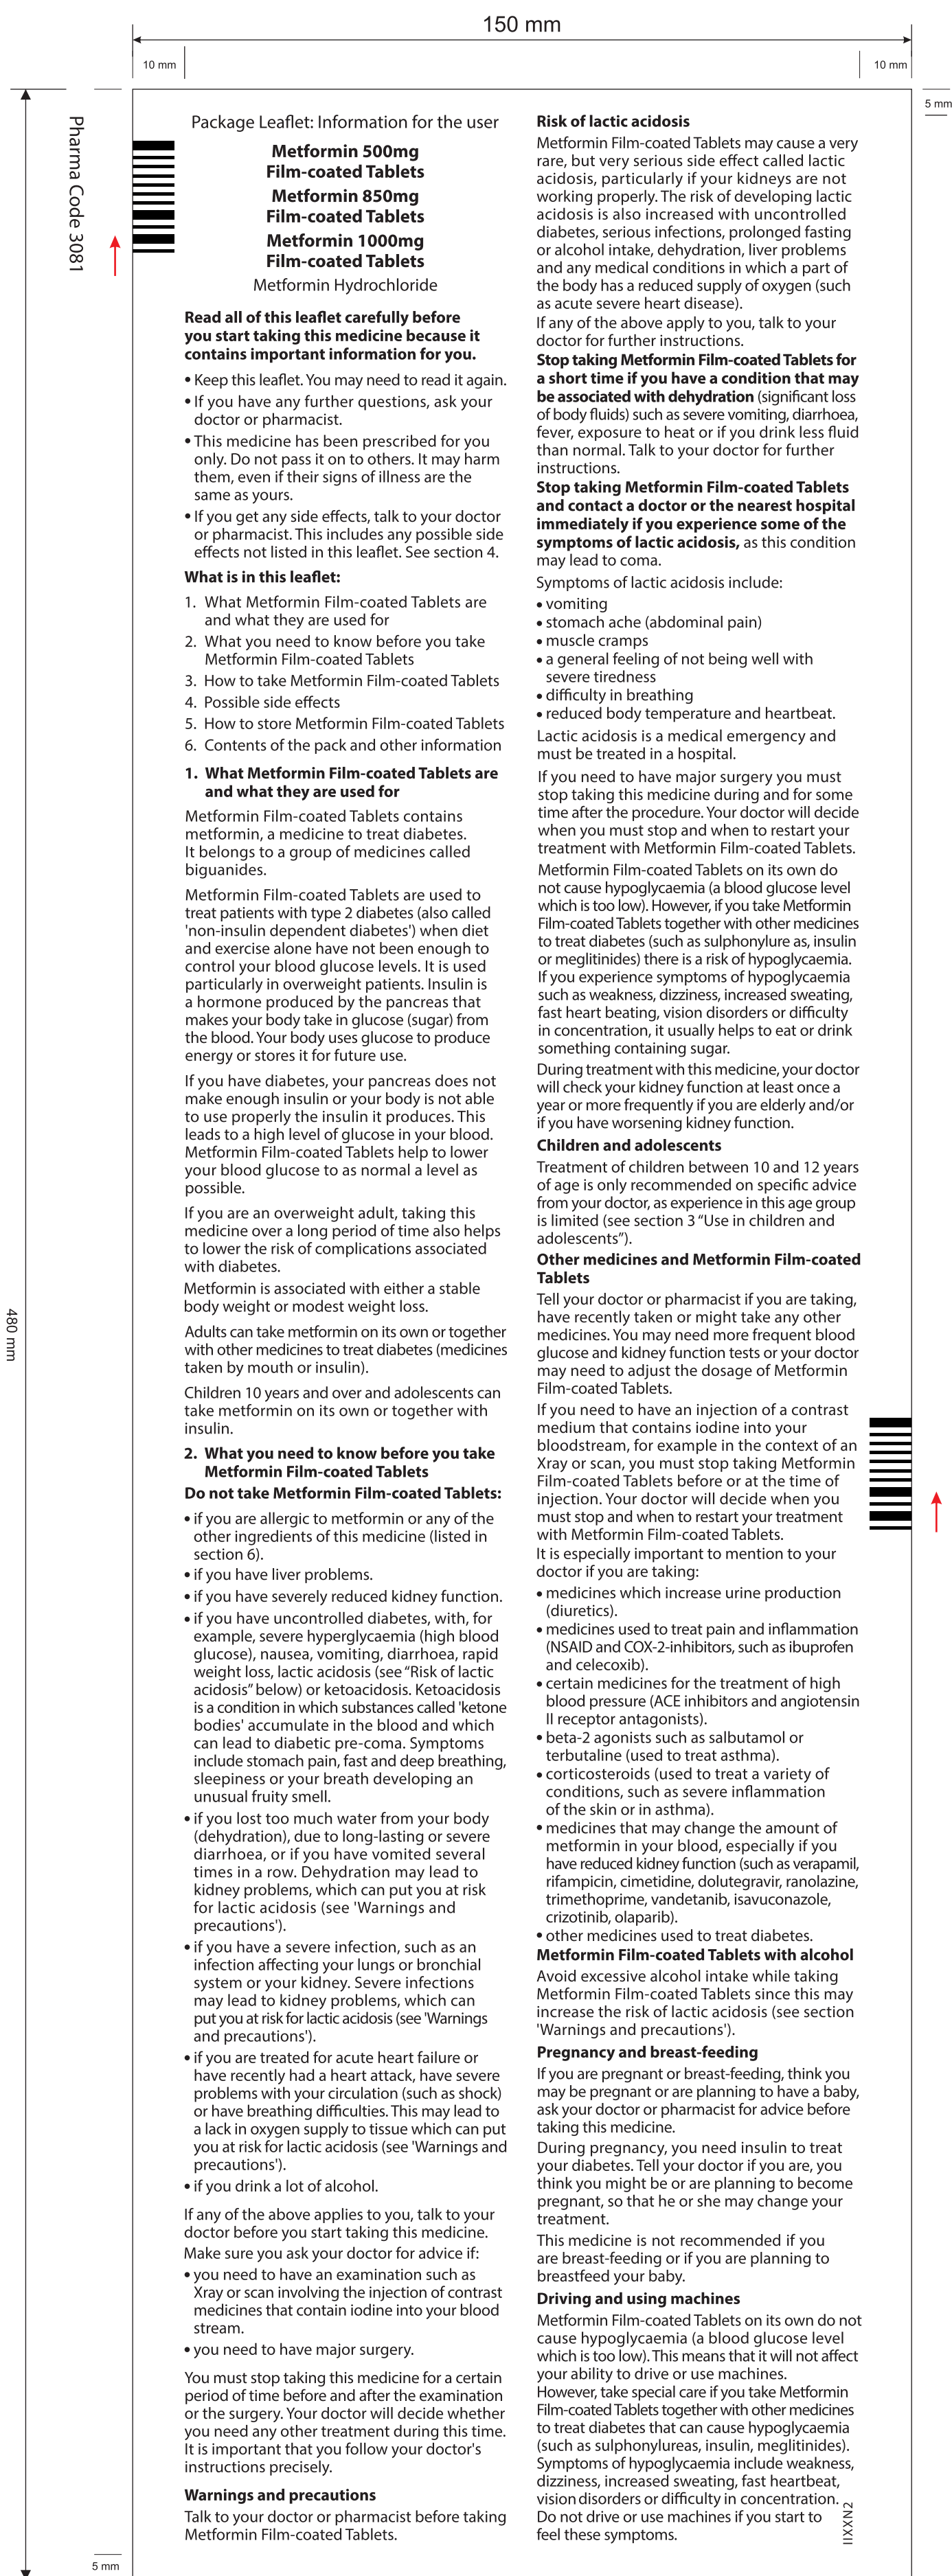 150 mm
10 mm
10 mm
5 mm
Pharma Code 3081
480 mm
Package Leaflet: Information for the user
Metformin 500mg
Film-coated Tablets
Metformin 850mg
Film-coated Tablets
Metformin 1000mg
Film-coated Tablets
Metformin Hydrochloride
Read all of this leaflet carefully before
you start taking this medicine because it
contains important information for you.
• Keep this leaflet. You may need to read it again.
• If you have any further questions, ask your
doctor or pharmacist.
• This medicine has been prescribed for you
only. Do not pass it on to others. It may harm
them, even if their signs of illness are the
same as yours.
• If you get any side effects, talk to your doctor
or pharmacist. This includes any possible side
effects not listed in this leaflet. See section 4.
What is in this leaflet:
1. What Metformin Film-coated Tablets are
and what they are used for
2. What you need to know before you take
Metformin Film-coated Tablets
3. How to take Metformin Film-coated Tablets
4. Possible side effects
5. How to store Metformin Film-coated Tablets
6. Contents of the pack and other information
1. What Metformin Film-coated Tablets are
and what they are used for
Metformin Film-coated Tablets contains
metformin, a medicine to treat diabetes.
It belongs to a group of medicines called
biguanides.
Metformin Film-coated Tablets are used to
treat patients with type 2 diabetes (also called
'non-insulin dependent diabetes') when diet
and exercise alone have not been enough to
control your blood glucose levels. It is used
particularly in overweight patients. Insulin is
a hormone produced by the pancreas that
makes your body take in glucose (sugar) from
the blood. Your body uses glucose to produce
energy or stores it for future use.
If you have diabetes, your pancreas does not
make enough insulin or your body is not able
to use properly the insulin it produces. This
leads to a high level of glucose in your blood.
Metformin Film-coated Tablets help to lower
your blood glucose to as normal a level as
possible.
If you are an overweight adult, taking this
medicine over a long period of time also helps
to lower the risk of complications associated
with diabetes.
Metformin is associated with either a stable
body weight or modest weight loss.
Adults can take metformin on its own or together
with other medicines to treat diabetes (medicines
taken by mouth or insulin).
Children 10 years and over and adolescents can
take metformin on its own or together with
insulin.
2. What you need to know before you take
Metformin Film-coated Tablets
Do not take Metformin Film-coated Tablets:
• if you are allergic to metformin or any of the
other ingredients of this medicine (listed in
section 6).
• if you have liver problems.
• if you have severely reduced kidney function.
• if you have uncontrolled diabetes, with, for
example, severe hyperglycaemia (high blood
glucose), nausea, vomiting, diarrhoea, rapid
weight loss, lactic acidosis (see “Risk of lactic
acidosis” below) or ketoacidosis. Ketoacidosis
is a condition in which substances called 'ketone
bodies' accumulate in the blood and which
can lead to diabetic pre-coma. Symptoms
include stomach pain, fast and deep breathing,
sleepiness or your breath developing an
unusual fruity smell.
• if you lost too much water from your body
(dehydration), due to long-lasting or severe
diarrhoea, or if you have vomited several
times in a row. Dehydration may lead to
kidney problems, which can put you at risk
for lactic acidosis (see 'Warnings and
precautions').
• if you have a severe infection, such as an
infection affecting your lungs or bronchial
system or your kidney. Severe infections
may lead to kidney problems, which can
put you at risk for lactic acidosis (see 'Warnings
and precautions').
• if you are treated for acute heart failure or
have recently had a heart attack, have severe
problems with your circulation (such as shock)
or have breathing difficulties. This may lead to
a lack in oxygen supply to tissue which can put
you at risk for lactic acidosis (see 'Warnings and
precautions').
• if you drink a lot of alcohol.
If any of the above applies to you, talk to your
doctor before you start taking this medicine.
Make sure you ask your doctor for advice if:
• you need to have an examination such as
Xray or scan involving the injection of contrast
medicines that contain iodine into your blood
stream.
• you need to have major surgery.
You must stop taking this medicine for a certain
period of time before and after the examination
or the surgery. Your doctor will decide whether
you need any other treatment during this time.
It is important that you follow your doctor's
instructions precisely.
Warnings and precautions
Talk to your doctor or pharmacist before taking
Metformin Film-coated Tablets.
Risk of lactic acidosis
Metformin Film-coated Tablets may cause a very
rare, but very serious side effect called lactic
acidosis, particularly if your kidneys are not
working properly. The risk of developing lactic
acidosis is also increased with uncontrolled
diabetes, serious infections, prolonged fasting
or alcohol intake, dehydration, liver problems
and any medical conditions in which a part of
the body has a reduced supply of oxygen (such
as acute severe heart disease).
If any of the above apply to you, talk to your
doctor for further instructions.
Stop taking Metformin Film-coated Tablets for
a short time if you have a condition that may
be associated with dehydration (significant loss
of body fluids) such as severe vomiting, diarrhoea,
fever, exposure to heat or if you drink less fluid
than normal. Talk to your doctor for further
instructions.
Stop taking Metformin Film-coated Tablets
and contact a doctor or the nearest hospital
immediately if you experience some of the
symptoms of lactic acidosis, as this condition
may lead to coma.
Symptoms of lactic acidosis include:
• vomiting
• stomach ache (abdominal pain)
• muscle cramps
• a general feeling of not being well with
severe tiredness
• difficulty in breathing
• reduced body temperature and heartbeat.
Lactic acidosis is a medical emergency and
must be treated in a hospital.
If you need to have major surgery you must
stop taking this medicine during and for some
time after the procedure. Your doctor will decide
when you must stop and when to restart your
treatment with Metformin Film-coated Tablets.
Metformin Film-coated Tablets on its own do
not cause hypoglycaemia (a blood glucose level
which is too low). However, if you take Metformin
Film-coated Tablets together with other medicines
to treat diabetes (such as sulphonylure as, insulin
or meglitinides) there is a risk of hypoglycaemia.
If you experience symptoms of hypoglycaemia
such as weakness, dizziness, increased sweating,
fast heart beating, vision disorders or difficulty
in concentration, it usually helps to eat or drink
something containing sugar.
During treatment with this medicine, your doctor
will check your kidney function at least once a
year or more frequently if you are elderly and/or
if you have worsening kidney function.
Children and adolescents
Treatment of children between 10 and 12 years
of age is only recommended on specific advice
from your doctor, as experience in this age group
is limited (see section 3 “Use in children and
adolescents”).
Other medicines and Metformin Film-coated
Tablets
Tell your doctor or pharmacist if you are taking,
have recently taken or might take any other
medicines. You may need more frequent blood
glucose and kidney function tests or your doctor
may need to adjust the dosage of Metformin
Film-coated Tablets.
If you need to have an injection of a contrast
medium that contains iodine into your
bloodstream, for example in the context of an
Xray or scan, you must stop taking Metformin
Film-coated Tablets before or at the time of
injection. Your doctor will decide when you
must stop and when to restart your treatment
with Metformin Film-coated Tablets.
It is especially important to mention to your
doctor if you are taking:
• medicines which increase urine production
(diuretics).
• medicines used to treat pain and inflammation
(NSAID and COX-2-inhibitors, such as ibuprofen
and celecoxib).
• certain medicines for the treatment of high
blood pressure (ACE inhibitors and angiotensin
II receptor antagonists).
• beta-2 agonists such as salbutamol or
terbutaline (used to treat asthma).
• corticosteroids (used to treat a variety of
conditions, such as severe inflammation
of the skin or in asthma).
• medicines that may change the amount of
metformin in your blood, especially if you
have reduced kidney function (such as verapamil,
rifampicin, cimetidine, dolutegravir, ranolazine,
trimethoprime, vandetanib, isavuconazole,
crizotinib, olaparib).
• other medicines used to treat diabetes.
Metformin Film-coated Tablets with alcohol
Avoid excessive alcohol intake while taking
Metformin Film-coated Tablets since this may
increase the risk of lactic acidosis (see section
'Warnings and precautions').
Pregnancy and breast-feeding
If you are pregnant or breast-feeding, think you
may be pregnant or are planning to have a baby,
ask your doctor or pharmacist for advice before
taking this medicine.
During pregnancy, you need insulin to treat
your diabetes. Tell your doctor if you are, you
think you might be or are planning to become
pregnant, so that he or she may change your
treatment.
This medicine is not recommended if you
are breast-feeding or if you are planning to
breastfeed your baby.
Driving and using machines
Metformin Film-coated Tablets on its own do not
cause hypoglycaemia (a blood glucose level
which is too low). This means that it will not affect
your ability to drive or use machines.
However, take special care if you take Metformin
Film-coated Tablets together with other medicines
to treat diabetes that can cause hypoglycaemia
(such as sulphonylureas, insulin, meglitinides).
Symptoms of hypoglycaemia include weakness,
dizziness, increased sweating, fast heartbeat,
vision disorders or difficulty in concentration.
Do not drive or use machines if you start to
feel these symptoms.
IIXXN2
5 mm